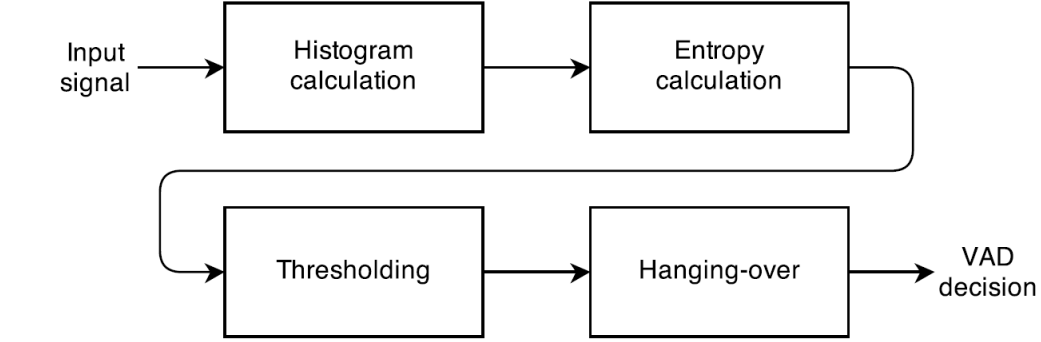 Input
signal
Histogram
calculation
Entropy
calculation
Thresholding
Hanging-over
VAD
decision